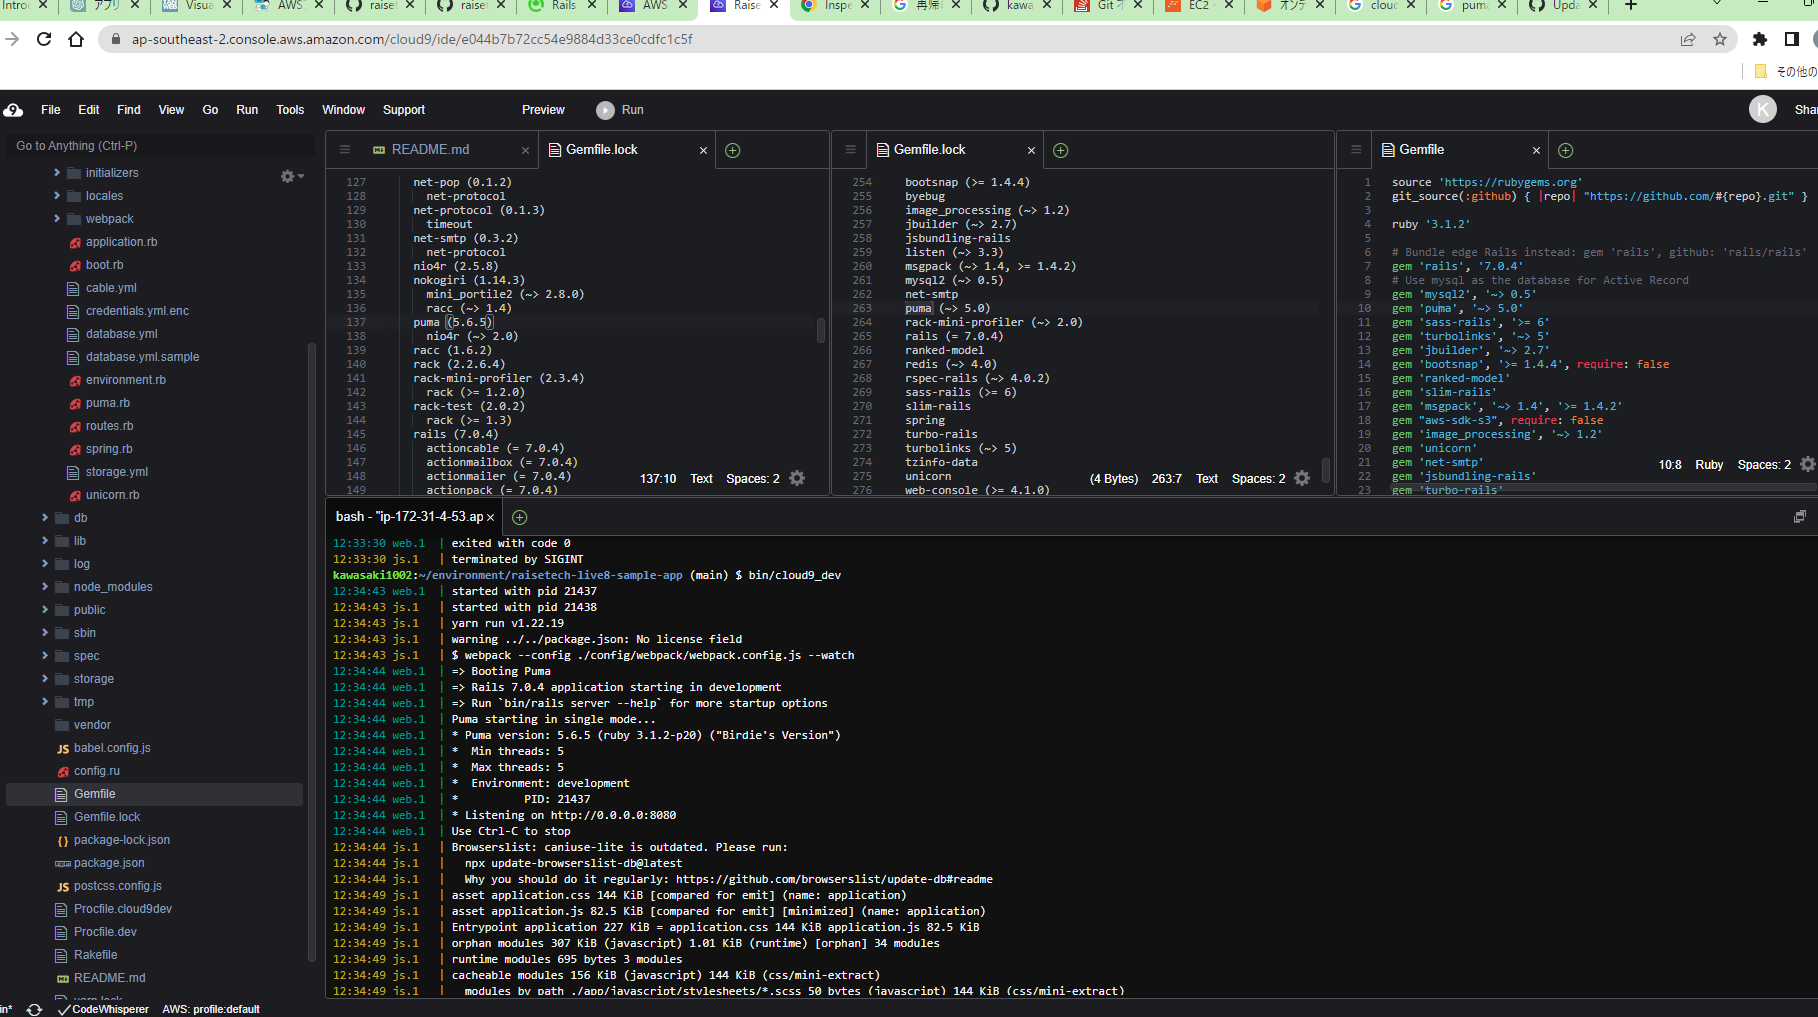 Introc
アプリ
Visua
AWS
raiset
raiset
Rails
AWS
Raise
Inspe
再帰
kawa
Git
EC2
オンデ
clouc
puma
Upda
ap-southeast-2.console.aws.amazon.com/cloud9/ide/e044b7b72cc54e9884d33ce0cdfc1c5f
その他の
File Edit Find View Go Run Tools Window Support Preview Run
K
Shar
Go to Anything (Ctrl-P)
initializers
locales
webpack
application.rb
boot.rb
cable.yml
credentials.yml.enc
database.yml
database.yml.sample
environment.rb
puma.rb
routes.rb
spring.rb
storage.yml
unicorn.rb
db
lib
log
node_modules
public
sbin
spec
storage
tmp
vendor
babel.config.js
config.ru
Gemfile
Gemfile.lock
package-lock.json
package.json
postcss.config.js
Procfile.cloud9dev
Procfile.dev
Rakefile
README.md
yarn.lock
README.md
Gemfile.lock
127 net-pop (0.1.2)
128 net-protocol
129 net-protocol (0.1.3)
130 timeout
131 net-smtp (0.3.2)
132 net-protocol
133 nio4r (2.5.8)
134 nokogiri (1.14.3)
135 mini_portile2 (~> 2.8.0)
136 racc (~> 1.4)
137 puma (5.6.5)
138 nio4r (~> 2.0)
139 racc (1.6.2)
140 rack (2.2.6.4)
141 rack-mini-profiler (2.3.4)
142 rack (>= 1.2.0)
143 rack-test (2.0.2)
144 rack (>= 1.3)
145 rails (7.0.4)
146 actioncable (= 7.0.4)
147 actionmailbox (= 7.0.4)
148 actionmailer (= 7.0.4)
149 actionpack (= 7.0.4)
137:10 Text Spaces: 2
Gemfile.lock
254 bootsnap (>= 1.4.4)
255 byebug
256 image_processing (~> 1.2)
257 jbuilder (~> 2.7)
258 jsbundling-rails
259 listen (~> 3.3)
260 msgpack (~> 1.4, >= 1.4.2)
261 mysql2 (~> 0.5)
262 net-smtp
263 puma (~> 5.0)
264 rack-mini-profiler (~> 2.0)
265 rails (= 7.0.4)
266 ranked-model
267 redis (~> 4.0)
268 rspec-rails (~> 4.0.2)
269 sass-rails (>= 6)
270 slim-rails
271 spring
272 turbo-rails
273 turbolinks (~> 5)
274 tzinfo-data
275 unicorn
276 web-console (>= 4.1.0)
(4 Bytes) 263:7 Text Spaces: 2
Gemfile
1 source 'https://rubygems.org'
2 git_source(:github) { |repo| "https://github.com/#{repo}.git" }
3
4 ruby '3.1.2'
5
6 # Bundle edge Rails instead: gem 'rails', github: 'rails/rails'
7 gem 'rails', '7.0.4'
8 # Use mysql as the database for Active Record
9 gem 'mysql2', '~> 0.5'
10 gem 'puma', '~> 5.0'
11 gem 'sass-rails', '>= 6'
12 gem 'turbolinks', '~> 5'
13 gem 'jbuilder', '~> 2.7'
14 gem 'bootsnap', '>= 1.4.4', require: false
15 gem 'ranked-model'
16 gem 'slim-rails'
17 gem 'msgpack', '~> 1.4', '>= 1.4.2'
18 gem "aws-sdk-s3", require: false
19 gem 'image_processing', '~> 1.2'
20 gem 'unicorn'
21 gem 'net-smtp'
22 gem 'jsbundling-rails'
23 gem 'turbo-rails'
10:8 Ruby Spaces: 2
bash - "ip-172-31-4-53.ap
12:33:30 web.1 | exited with code 0
12:33:30 js.1 | terminated by SIGINT
kawasaki1002:~/environment/raisetech-live8-sample-app (main) $ bin/cloud9_dev
12:34:43 web.1 | started with pid 21437
12:34:43 js.1 | started with pid 21438
12:34:43 js.1 | yarn run v1.22.19
12:34:43 js.1 | warning ../../package.json: No license field
12:34:43 js.1 | $ webpack --config ./config/webpack/webpack.config.js --watch
12:34:44 web.1 | => Booting Puma
12:34:44 web.1 | => Rails 7.0.4 application starting in development
12:34:44 web.1 | => Run `bin/rails server --help` for more startup options
12:34:44 web.1 | Puma starting in single mode...
12:34:44 web.1 | * Puma version: 5.6.5 (ruby 3.1.2-p20) ("Birdie's Version")
12:34:44 web.1 | * Min threads: 5
12:34:44 web.1 | * Max threads: 5
12:34:44 web.1 | * Environment: development
12:34:44 web.1 | * PID: 21437
12:34:44 web.1 | * Listening on http://0.0.0.0:8080
12:34:44 web.1 | Use Ctrl-C to stop
12:34:44 js.1 | Browserslist: caniuse-lite is outdated. Please run:
12:34:44 js.1 | npx update-browserslist-db@latest
12:34:44 js.1 | Why you should do it regularly: https://github.com/browserslist/update-db#readme
12:34:49 js.1 | asset application.css 144 KiB [compared for emit] (name: application)
12:34:49 js.1 | asset application.js 82.5 KiB [compared for emit] [minimized] (name: application)
12:34:49 js.1 | Entrypoint application 227 KiB = application.css 144 KiB application.js 82.5 KiB
12:34:49 js.1 | orphan modules 307 KiB (javascript) 1.01 KiB (runtime) [orphan] 34 modules
12:34:49 js.1 | runtime modules 695 bytes 3 modules
12:34:49 js.1 | cacheable modules 156 KiB (javascript) 144 KiB (css/mini-extract)
12:34:49 js.1 | modules by path ./app/javascript/stylesheets/*.scss 50 bytes (javascript) 144 KiB (css/mini-extract)
in* CodeWhisperer AWS: profile:default